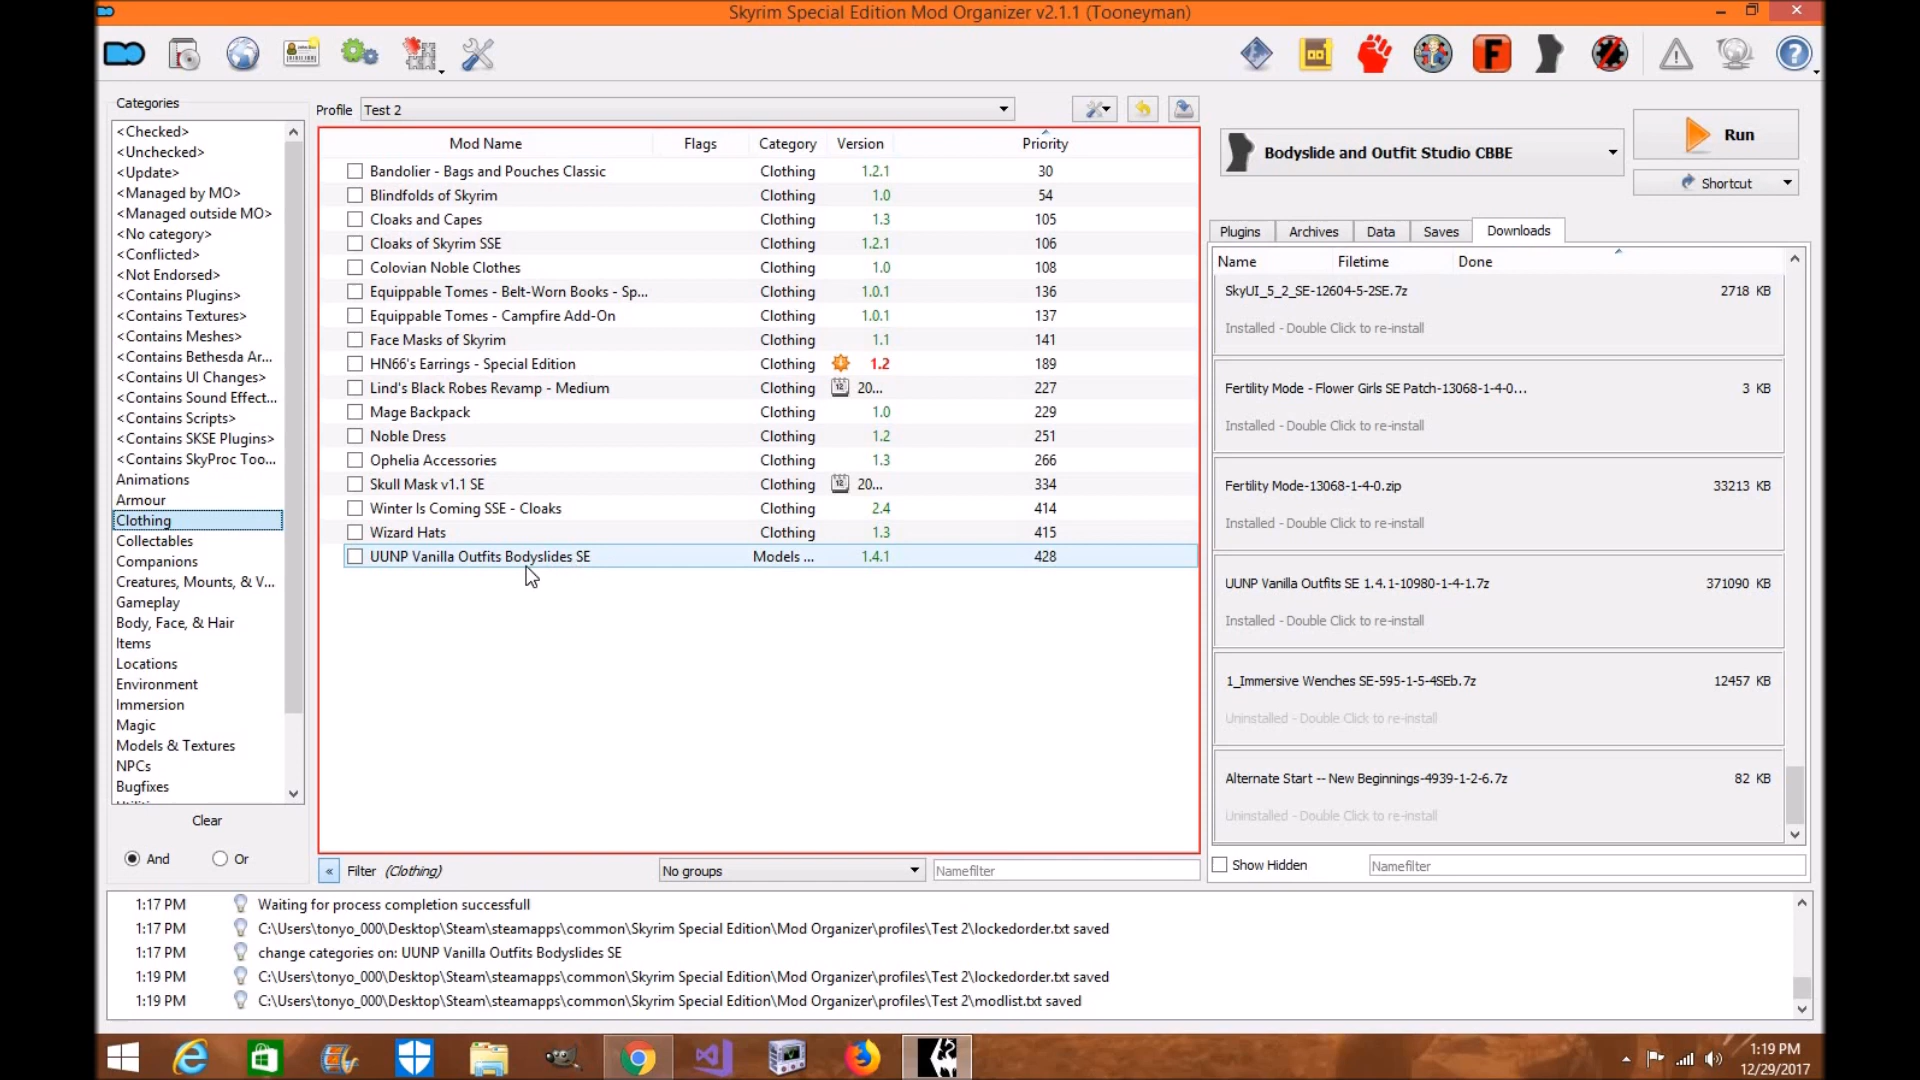 Skyrim Special Edition Mod Organizer v2.1.1 (Tooneyman)
Categories
<Checked>
<Unchecked>
<Update>
<Managed by MO>
<Managed outside MO>
<No category>
<Conflicted>
<Not Endorsed>
<Contains Plugins>
<Contains Textures>
<Contains Meshes>
<Contains Bethesda Ar...
<Contains UI Changes>
<Contains Sound Effect...
<Contains Scripts>
<Contains SKSE Plugins>
<Contains SkyProc Too...
Animations
Armour
Clothing
Collectables
Companions
Creatures, Mounts, & V...
Gameplay
Body, Face, & Hair
Items
Locations
Environment
Immersion
Magic
Models & Textures
NPCs
Bugfixes
Clear
And Or
Profile Test 2
Mod Name Flags Category Version Priority
Bandolier - Bags and Pouches Classic Clothing 1.2.1 30
Blindfolds of Skyrim Clothing 1.0 54
Cloaks and Capes Clothing 1.3 105
Cloaks of Skyrim SSE Clothing 1.2.1 106
Colovian Noble Clothes Clothing 1.0 108
Equippable Tomes - Belt-Worn Books - Sp... Clothing 1.0.1 136
Equippable Tomes - Campfire Add-On Clothing 1.0.1 137
Face Masks of Skyrim Clothing 1.1 141
HN66's Earrings - Special Edition Clothing 1.2 189
Lind's Black Robes Revamp - Medium Clothing 20... 227
Mage Backpack Clothing 1.0 229
Noble Dress Clothing 1.2 251
Ophelia Accessories Clothing 1.3 266
Skull Mask v1.1 SE Clothing 20... 334
Winter Is Coming SSE - Cloaks Clothing 2.4 414
Wizard Hats Clothing 1.3 415
UUNP Vanilla Outfits Bodyslides SE Models ... 1.4.1 428
« Filter (Clothing) No groups Namefilter
Bodyslide and Outfit Studio CBBE
Run
Shortcut
Plugins Archives Data Saves Downloads
Name Filetime Done
SkyUI_5_2_SE-12604-5-2SE.7z 2718 KB
Installed - Double Click to re-install
Fertility Mode - Flower Girls SE Patch-13068-1-4-0... 3 KB
Installed - Double Click to re-install
Fertility Mode-13068-1-4-0.zip 33213 KB
Installed - Double Click to re-install
UUNP Vanilla Outfits SE 1.4.1-10980-1-4-1.7z 371090 KB
Installed - Double Click to re-install
1_Immersive Wenches SE-595-1-5-4SEb.7z 12457 KB
Uninstalled - Double Click to re-install
Alternate Start -- New Beginnings-4939-1-2-6.7z 82 KB
Uninstalled - Double Click to re-install
Show Hidden Namefilter
1:17 PM Waiting for process completion successfull
1:17 PM C:\Users\tonyo_000\Desktop\Steam\steamapps\common\Skyrim Special Edition\Mod Organizer\profiles\Test 2\lockedorder.txt saved
1:17 PM change categories on: UUNP Vanilla Outfits Bodyslides SE
1:19 PM C:\Users\tonyo_000\Desktop\Steam\steamapps\common\Skyrim Special Edition\Mod Organizer\profiles\Test 2\lockedorder.txt saved
1:19 PM C:\Users\tonyo_000\Desktop\Steam\steamapps\common\Skyrim Special Edition\Mod Organizer\profiles\Test 2\modlist.txt saved
1:19 PM
12/29/2017